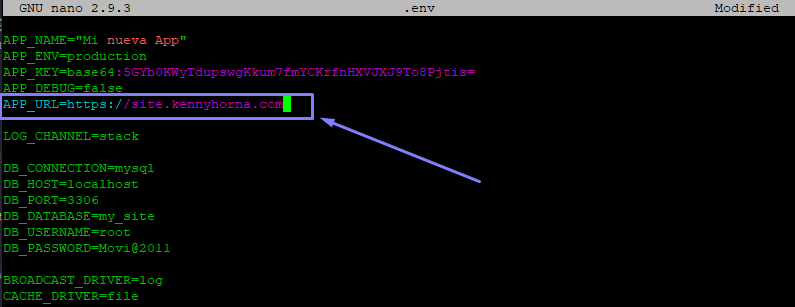 GNU nano 2.9.3 .env Modified
APP_NAME="Mi nueva App"
APP_ENV=production
APP_KEY=base64:5GYb0KWyTdupswgKkum7fmYCKrfnHXVJXJ9To8Pjtis=
APP_DEBUG=false
APP_URL=https://site.kennyhorna.com
LOG_CHANNEL=stack
DB_CONNECTION=mysql
DB_HOST=localhost
DB_PORT=3306
DB_DATABASE=my_site
DB_USERNAME=root
DB_PASSWORD=Movi@2011
BROADCAST_DRIVER=log
CACHE_DRIVER=file